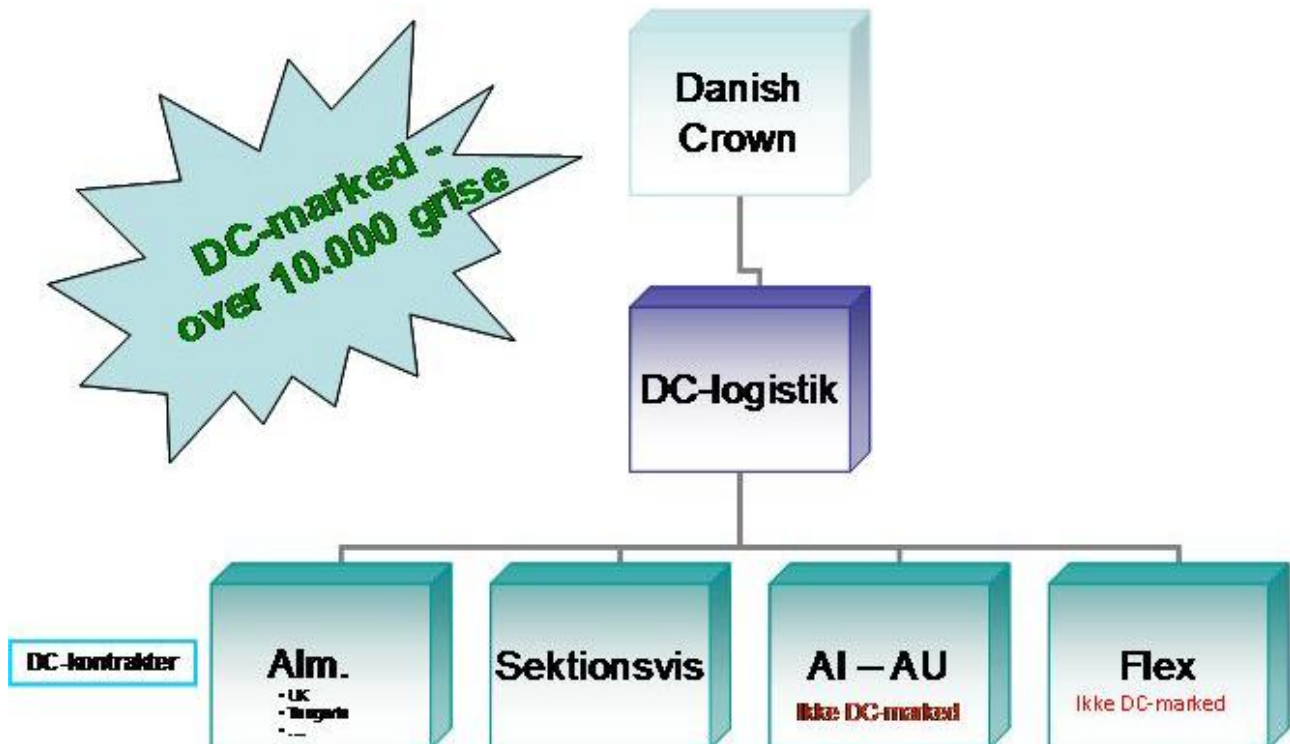 DC-marked -
over 10.000 grise
Danish
Crown
DC-logistik
DC-kontrakter
Alm.
- UK
Sektionsvis
AI – AU
Ikke DC-marked
Flex
Ikke DC-marked